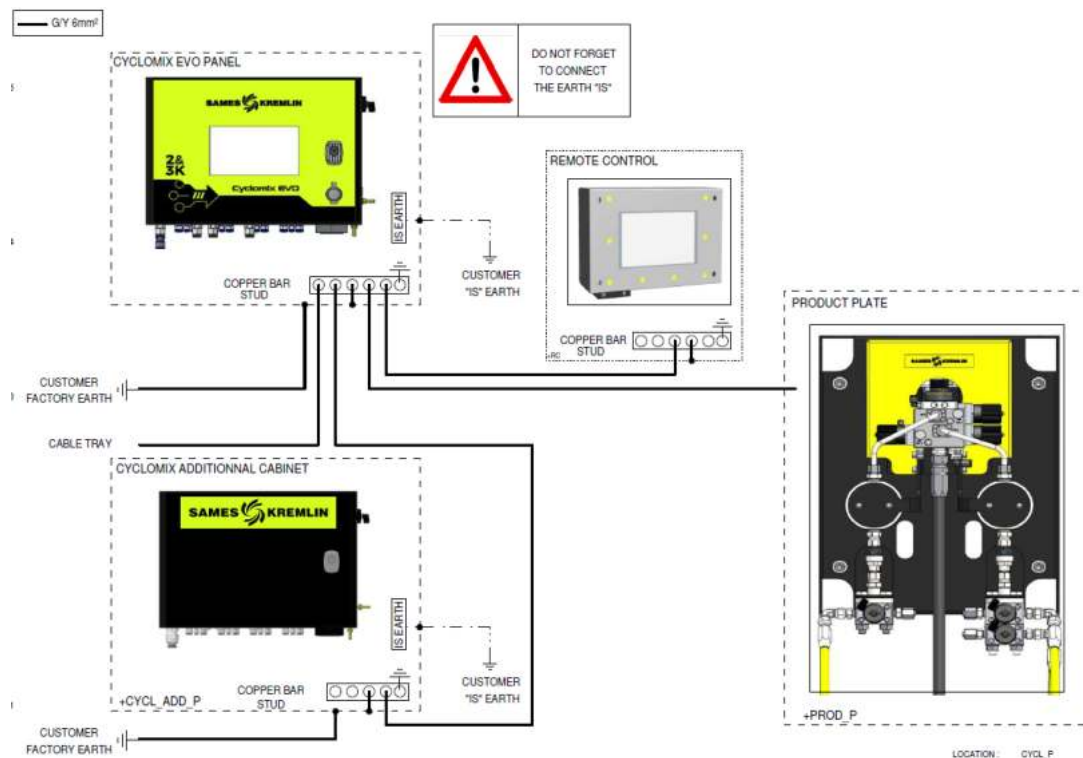 G/Y 6mm²
CYCLOMIX EVO PANEL
SAMES KREMLIN
2&
3K
Cyclomix EVO
IS EARTH
COPPER BAR
STUD
CUSTOMER
"IS" EARTH
DO NOT FORGET
TO CONNECT
THE EARTH "IS"
REMOTE CONTROL
COPPER BAR
STUD
+RC
PRODUCT PLATE
SAMES KREMLIN
+PROD_P
CUSTOMER
FACTORY EARTH
CABLE TRAY
CYCLOMIX ADDITIONNAL CABINET
SAMES KREMLIN
IS EARTH
CUSTOMER
"IS" EARTH
COPPER BAR
STUD
+CYCL_ADD_P
CUSTOMER
FACTORY EARTH
LOCATION : CYCL_P